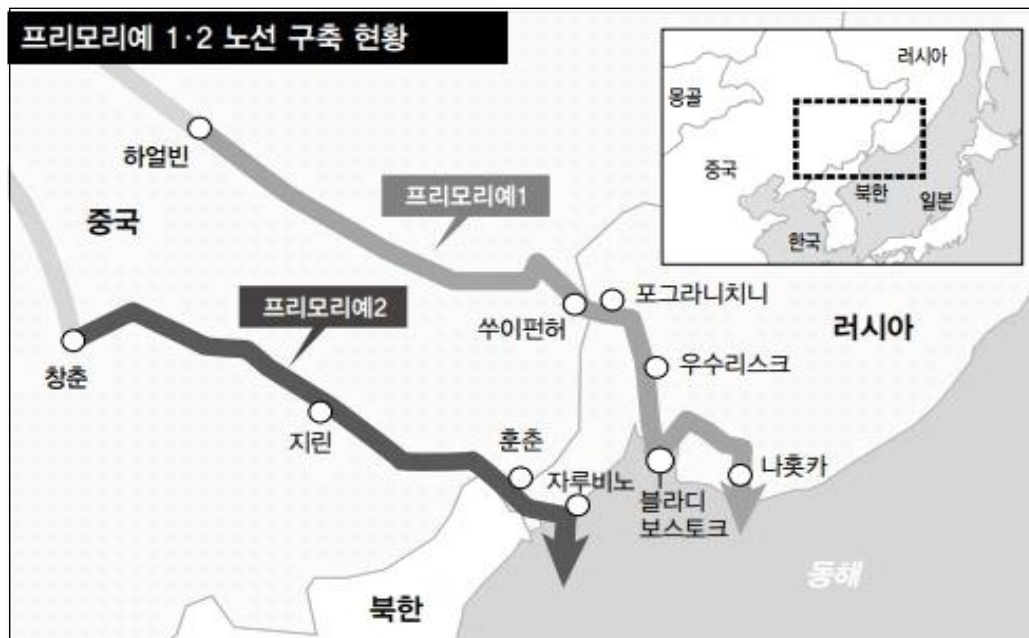 프리모리예 1·2 노선 구축 현황
러시아
몽골
중국
북한
일본
한국
하얼빈
프리모리예1
중국
프리모리예2
포그라니치니
쑤이펀허
러시아
창춘
우수리스크
지린
훈춘
자루비노
나홋카
블라디
보스토크
동해
북한